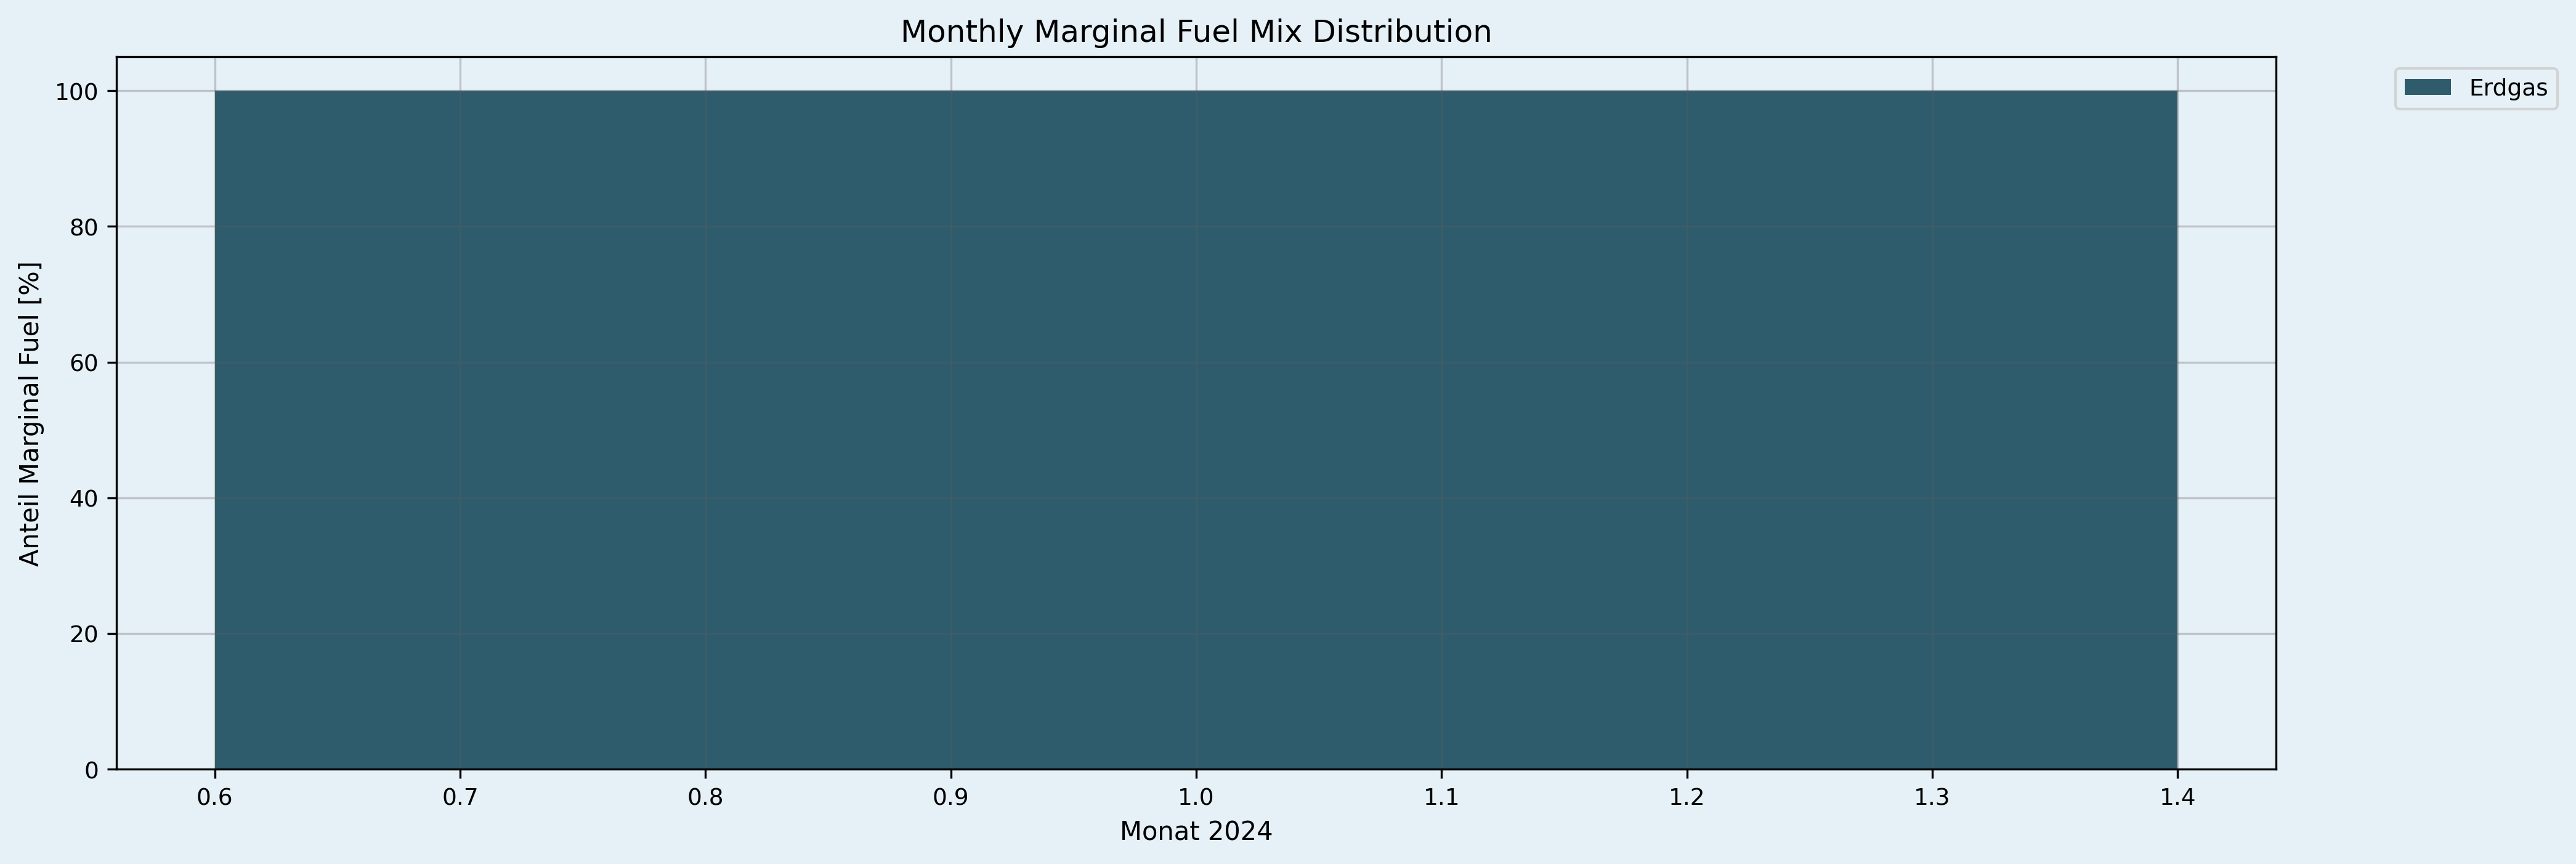 Monthly Marginal Fuel Mix Distribution
Erdgas
Anteil Marginal Fuel [%]
100
80
60
40
20
0
0.6 0.7 0.8 0.9 1.0 1.1 1.2 1.3 1.4
Monat 2024